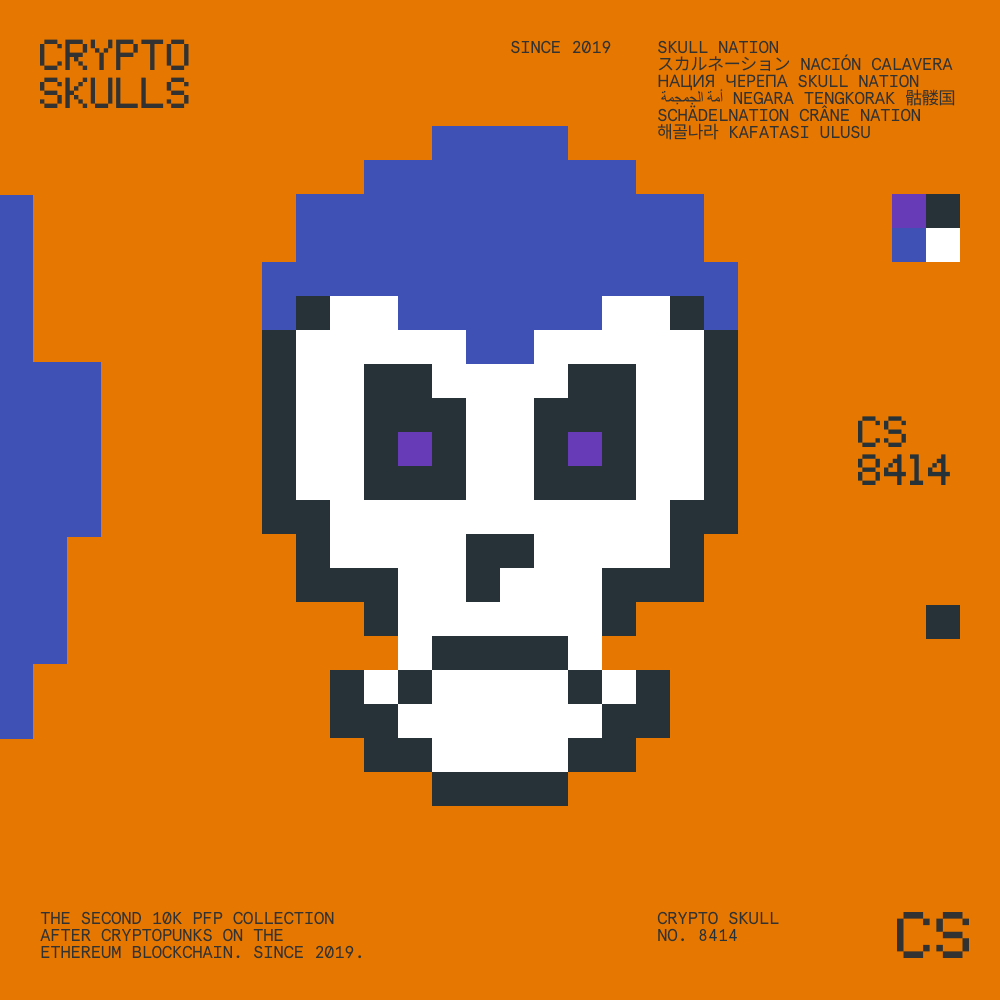 CRYPTO
SKULLS
SINCE 2019
SKULL NATION
スカルネーション NACIÓN CALAVERA
НАЦИЯ ЧЕРЕПА SKULL NATION
أمة الجمجمة NEGARA TENGKORAK 骷髅国
SCHÄDELNATION CRÂNE NATION
해골나라 KAFATASI ULUSU
CS
8414
THE SECOND 10K PFP COLLECTION
AFTER CRYPTOPUNKS ON THE
ETHEREUM BLOCKCHAIN. SINCE 2019.
CRYPTO SKULL
NO. 8414
CS